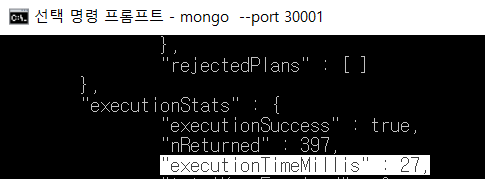 선택 명령 프롬프트 - mongo --port 30001
},
"rejectedPlans" : [ ]
},
"executionStats" : {
"executionSuccess" : true,
"nReturned" : 397,
"executionTimeMillis" : 27,